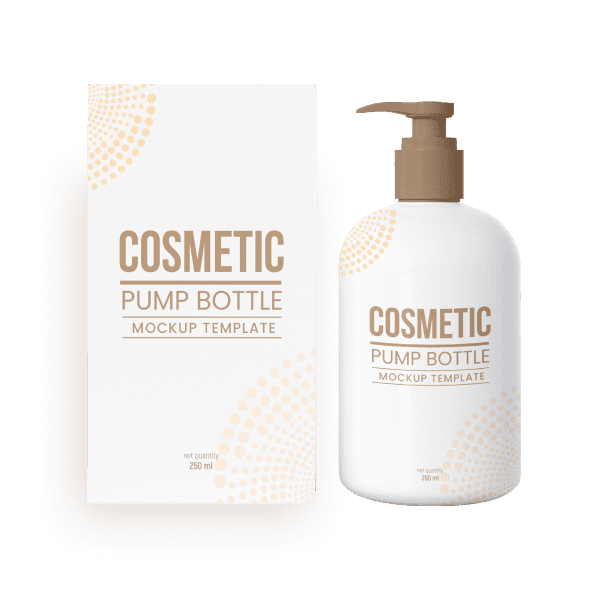 COSMETIC
PUMP BOTTLE
MOCKUP TEMPLATE
net quantity
250 ml
COSMETIC
PUMP BOTTLE
MOCKUP TEMPLATE
net quantity
250 ml